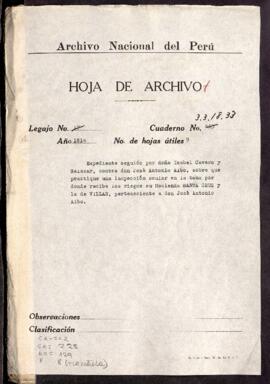 Archivo Nacional del Perú
HOJA DE ARCHIVO
3.3.18.38
Legajo No. Cuaderno No.
Año No. de hojas útiles 9
Expediente seguido por doña Isabel Cavero y
Salazar, contra don José Antonio Albo, sobre que
practique una inspección ocular en la toma por
donde recibe los riegos su Hacienda SANTA CRUZ y
la de VILLAR, perteneciente a don José Antonio
Albo.
Observaciones
Clasificación